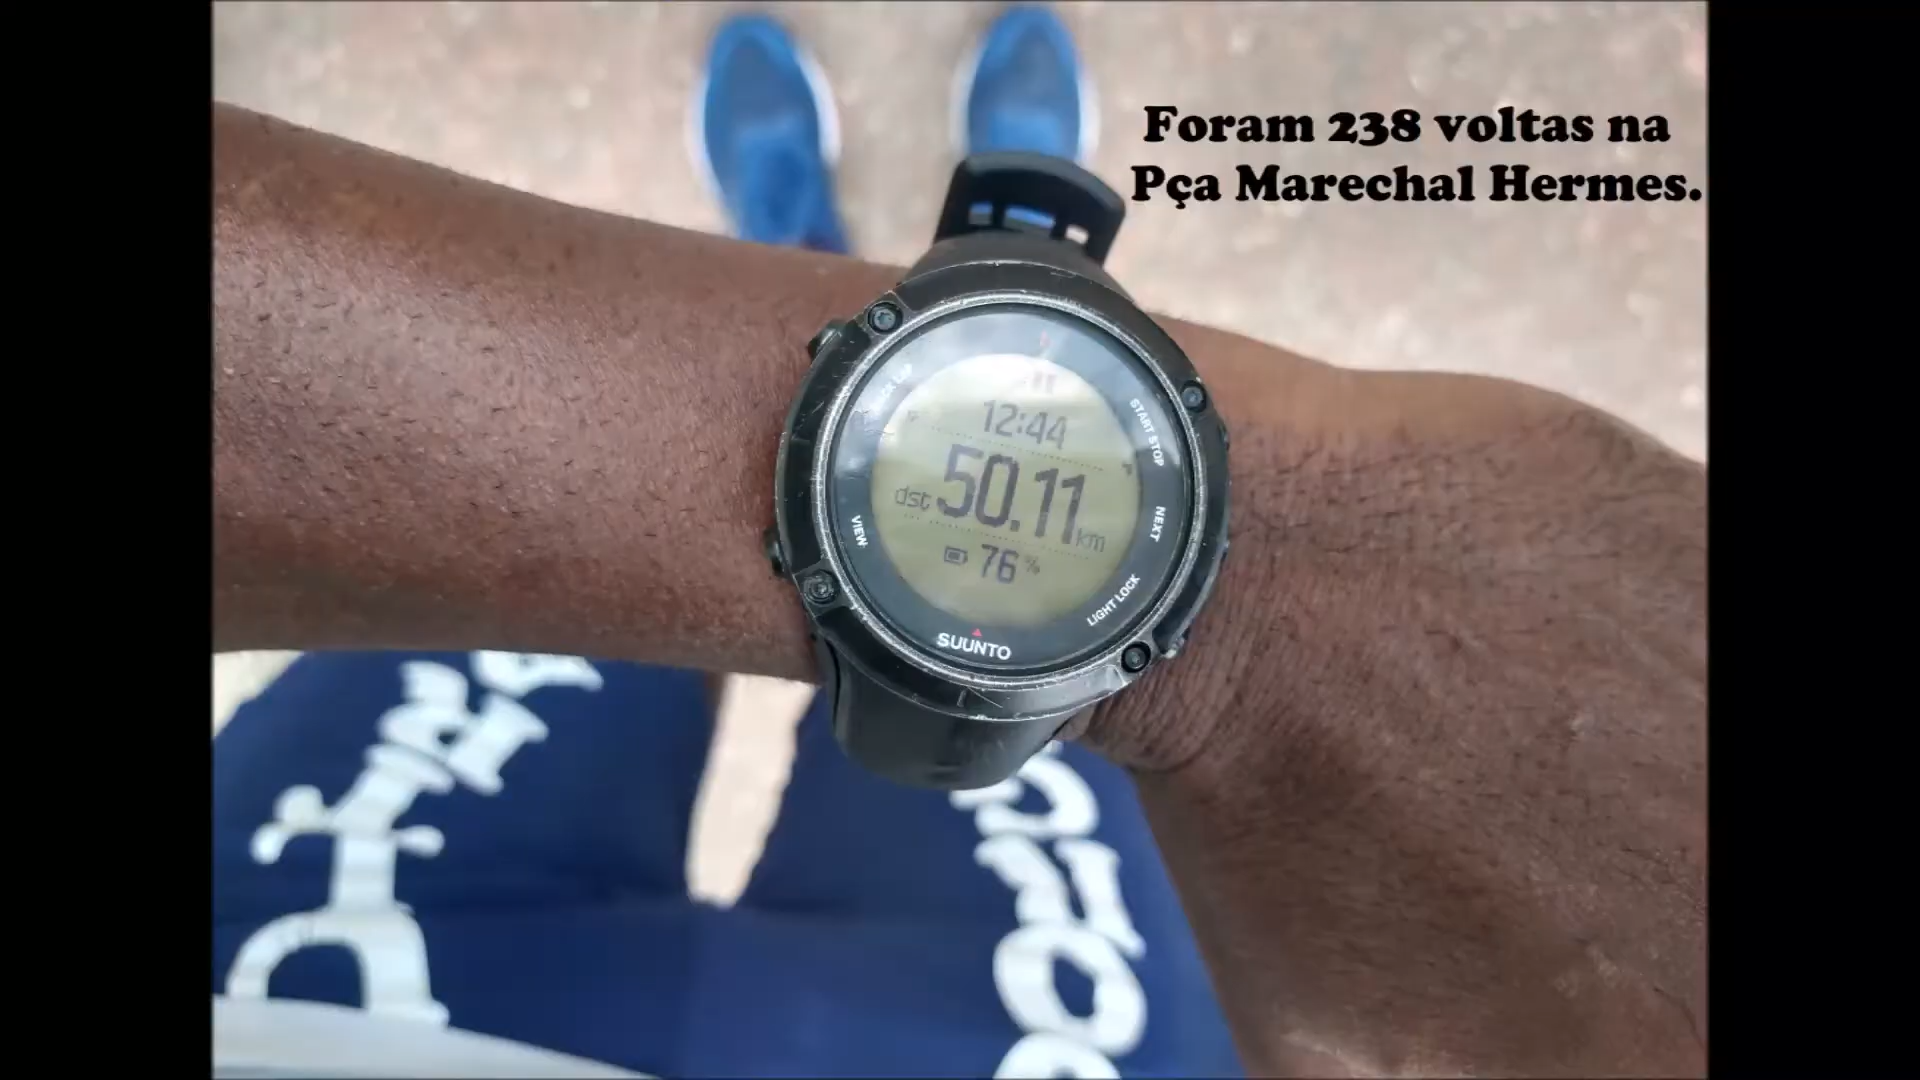 Foram 238 voltas na
Pça Marechal Hermes.
12:44
dst 50.11 km
76 %
START STOP
NEXT
LIGHT LOCK
VIEW
SUUNTO